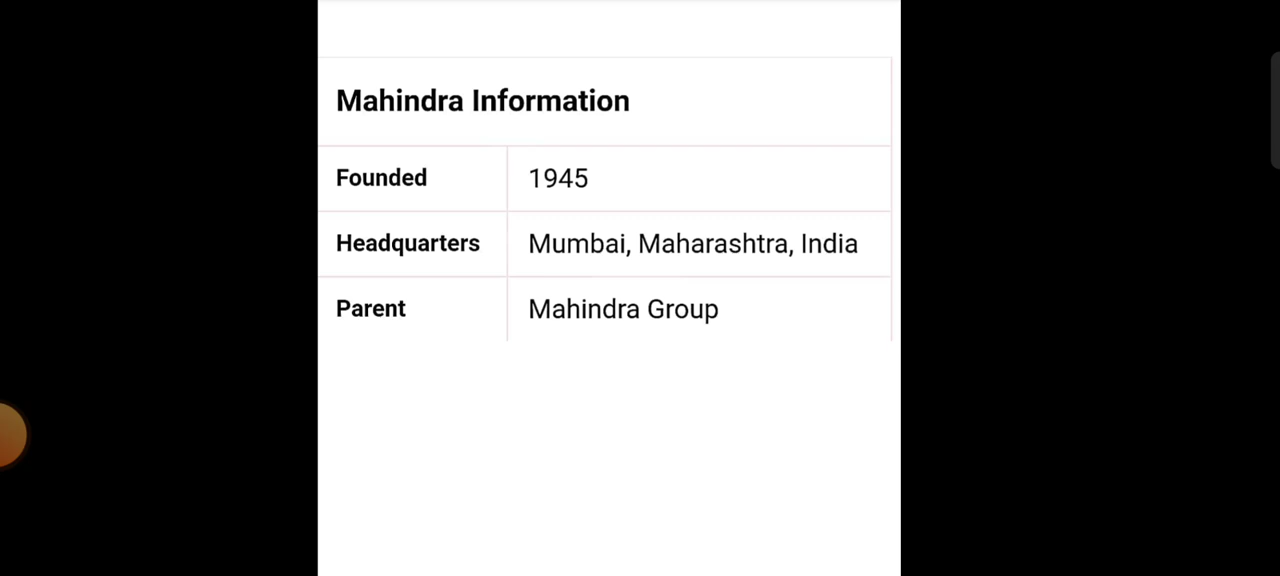 Mahindra Information
Founded 1945
Headquarters Mumbai, Maharashtra, India
Parent Mahindra Group